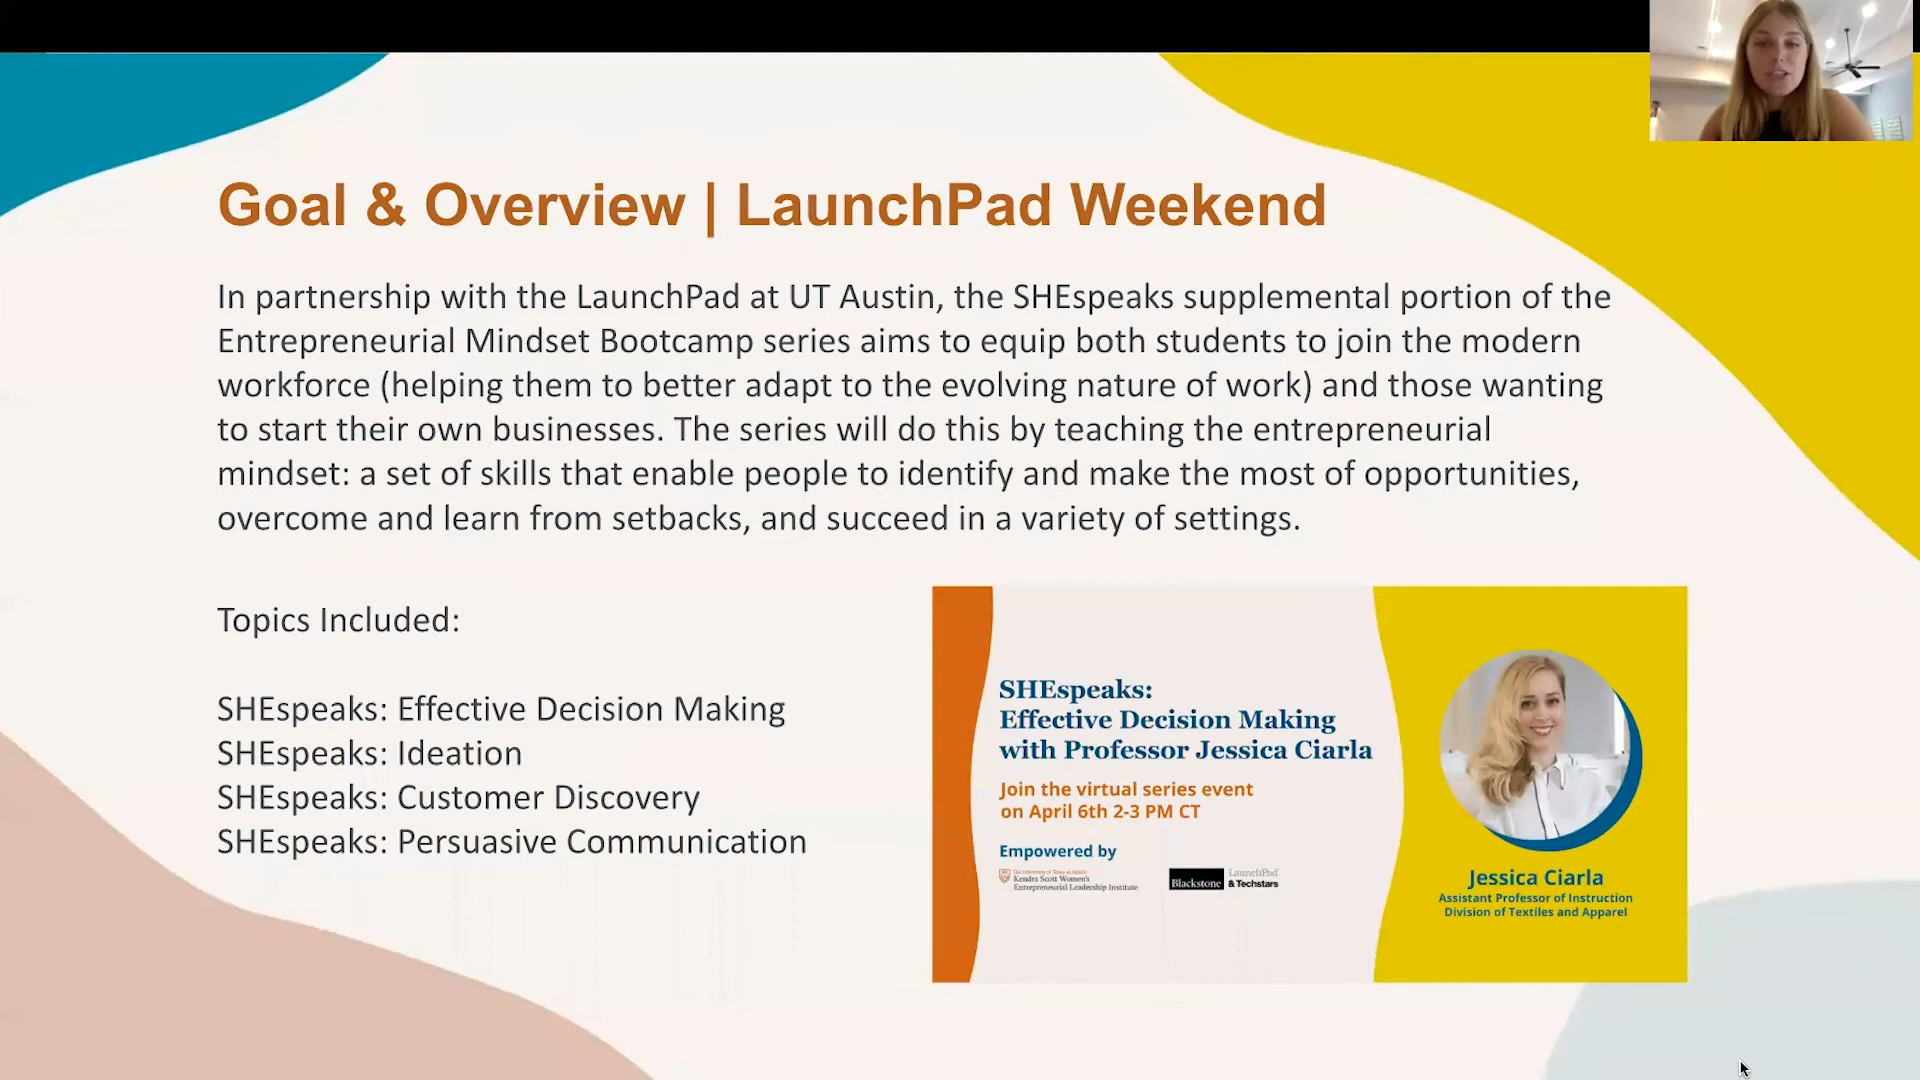 Goal & Overview | LaunchPad Weekend
In partnership with the LaunchPad at UT Austin, the SHEspeaks supplemental portion of the
Entrepreneurial Mindset Bootcamp series aims to equip both students to join the modern
workforce (helping them to better adapt to the evolving nature of work) and those wanting
to start their own businesses. The series will do this by teaching the entrepreneurial
mindset: a set of skills that enable people to identify and make the most of opportunities,
overcome and learn from setbacks, and succeed in a variety of settings.
Topics Included:
SHEspeaks: Effective Decision Making
SHEspeaks: Ideation
SHEspeaks: Customer Discovery
SHEspeaks: Persuasive Communication
SHEspeaks:
Effective Decision Making
with Professor Jessica Ciarla
Join the virtual series event
on April 6th 2-3 PM CT
Empowered by
The University of Texas at Austin
Kendra Scott Women's
Entrepreneurial Leadership Institute
Blackstone
LaunchPad
& Techstars
Jessica Ciarla
Assistant Professor of Instruction
Division of Textiles and Apparel